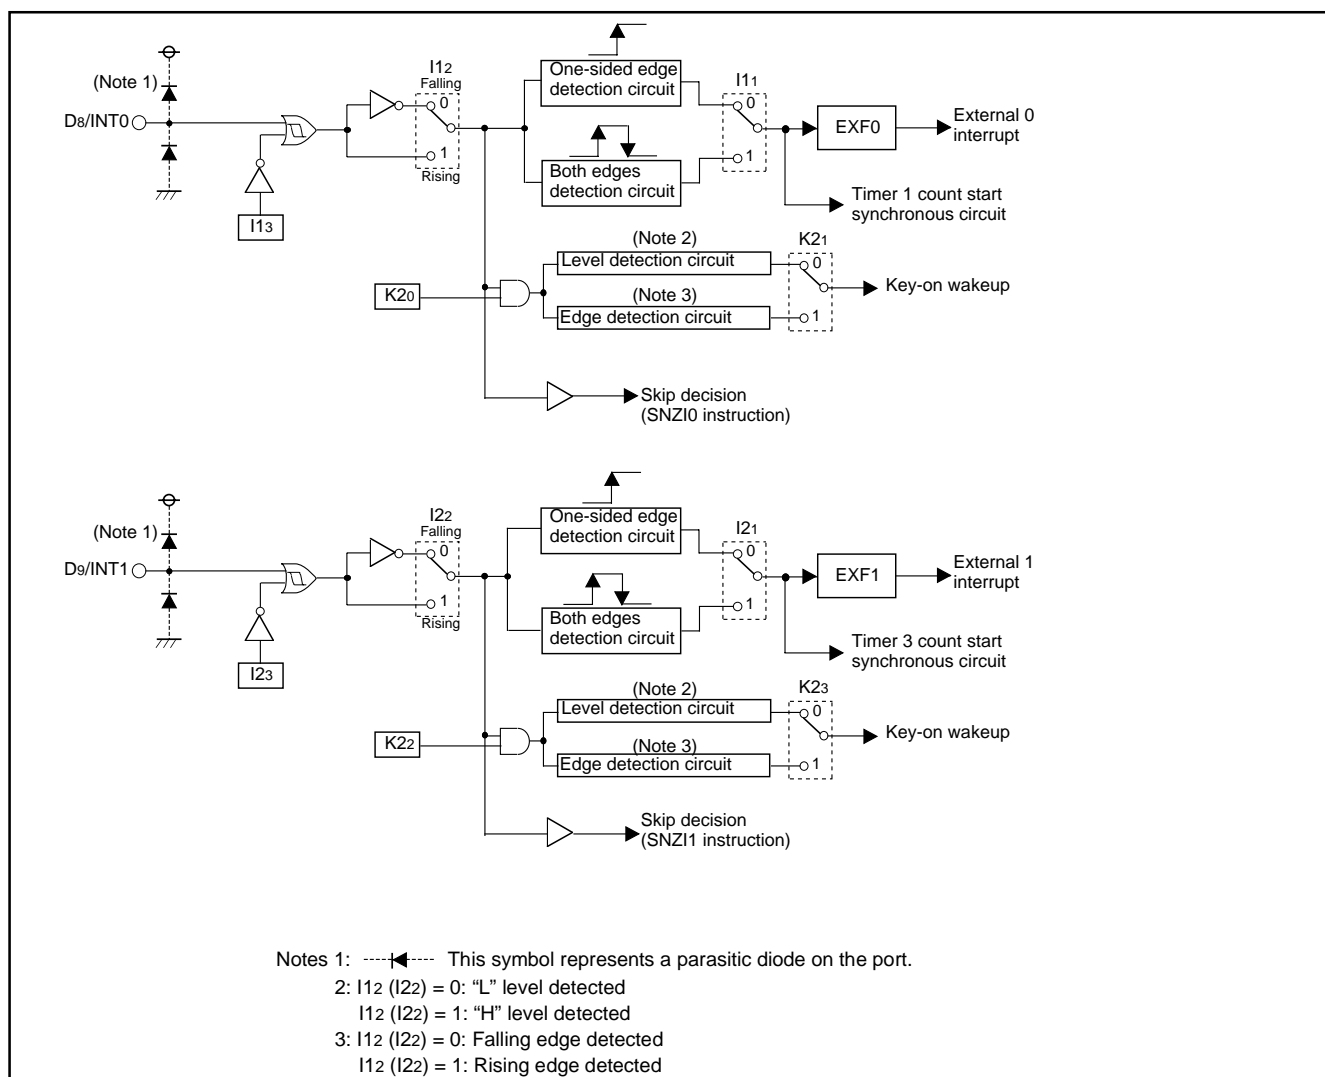 (Note 1)
D8/INT0
I13
I12
Falling
0
1
Rising
One-sided edge
detection circuit
Both edges
detection circuit
I11
0
1
EXF0
External 0
interrupt
Timer 1 count start
synchronous circuit
K20
(Note 2)
Level detection circuit
(Note 3)
Edge detection circuit
K21
0
1
Key-on wakeup
Skip decision
(SNZI0 instruction)
(Note 1)
D9/INT1
I23
I22
Falling
0
1
Rising
One-sided edge
detection circuit
Both edges
detection circuit
I21
0
1
EXF1
External 1
interrupt
Timer 3 count start
synchronous circuit
K22
(Note 2)
Level detection circuit
(Note 3)
Edge detection circuit
K23
0
1
Key-on wakeup
Skip decision
(SNZI1 instruction)
Notes 1: This symbol represents a parasitic diode on the port.
2: I12 (I22) = 0: “L” level detected
I12 (I22) = 1: “H” level detected
3: I12 (I22) = 0: Falling edge detected
I12 (I22) = 1: Rising edge detected